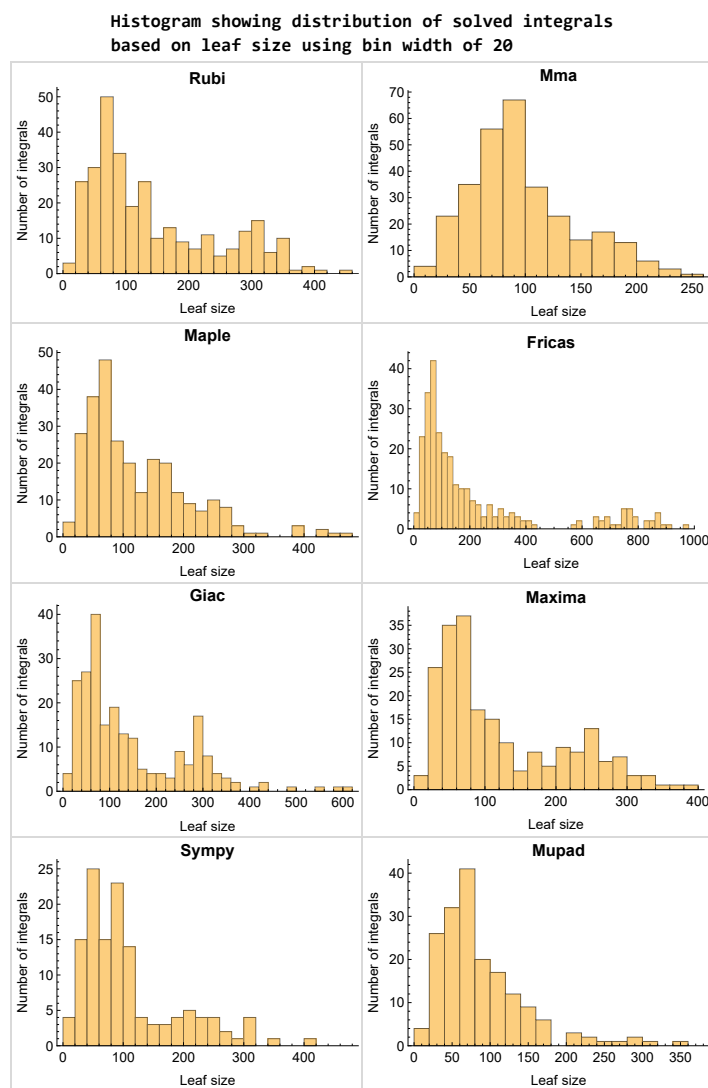 Histogram showing distribution of solved integrals
based on leaf size using bin width of 20
Rubi
Number of integrals
50
40
30
20
10
0
0 100 200 300 400
Leaf size
Mma
Number of integrals
70
60
50
40
30
20
10
0
0 50 100 150 200 250
Leaf size
Maple
Number of integrals
50
40
30
20
10
0
0 100 200 300 400
Leaf size
Fricas
Number of integrals
40
30
20
10
0
0 200 400 600 800 1000
Leaf size
Giac
Number of integrals
40
30
20
10
0
0 100 200 300 400 500 600
Leaf size
Maxima
Number of integrals
35
30
25
20
15
10
5
0
0 100 200 300 400
Leaf size
Sympy
Number of integrals
25
20
15
10
5
0
0 100 200 300 400
Leaf size
Mupad
Number of integrals
40
30
20
10
0
0 50 100 150 200 250 300 350
Leaf size